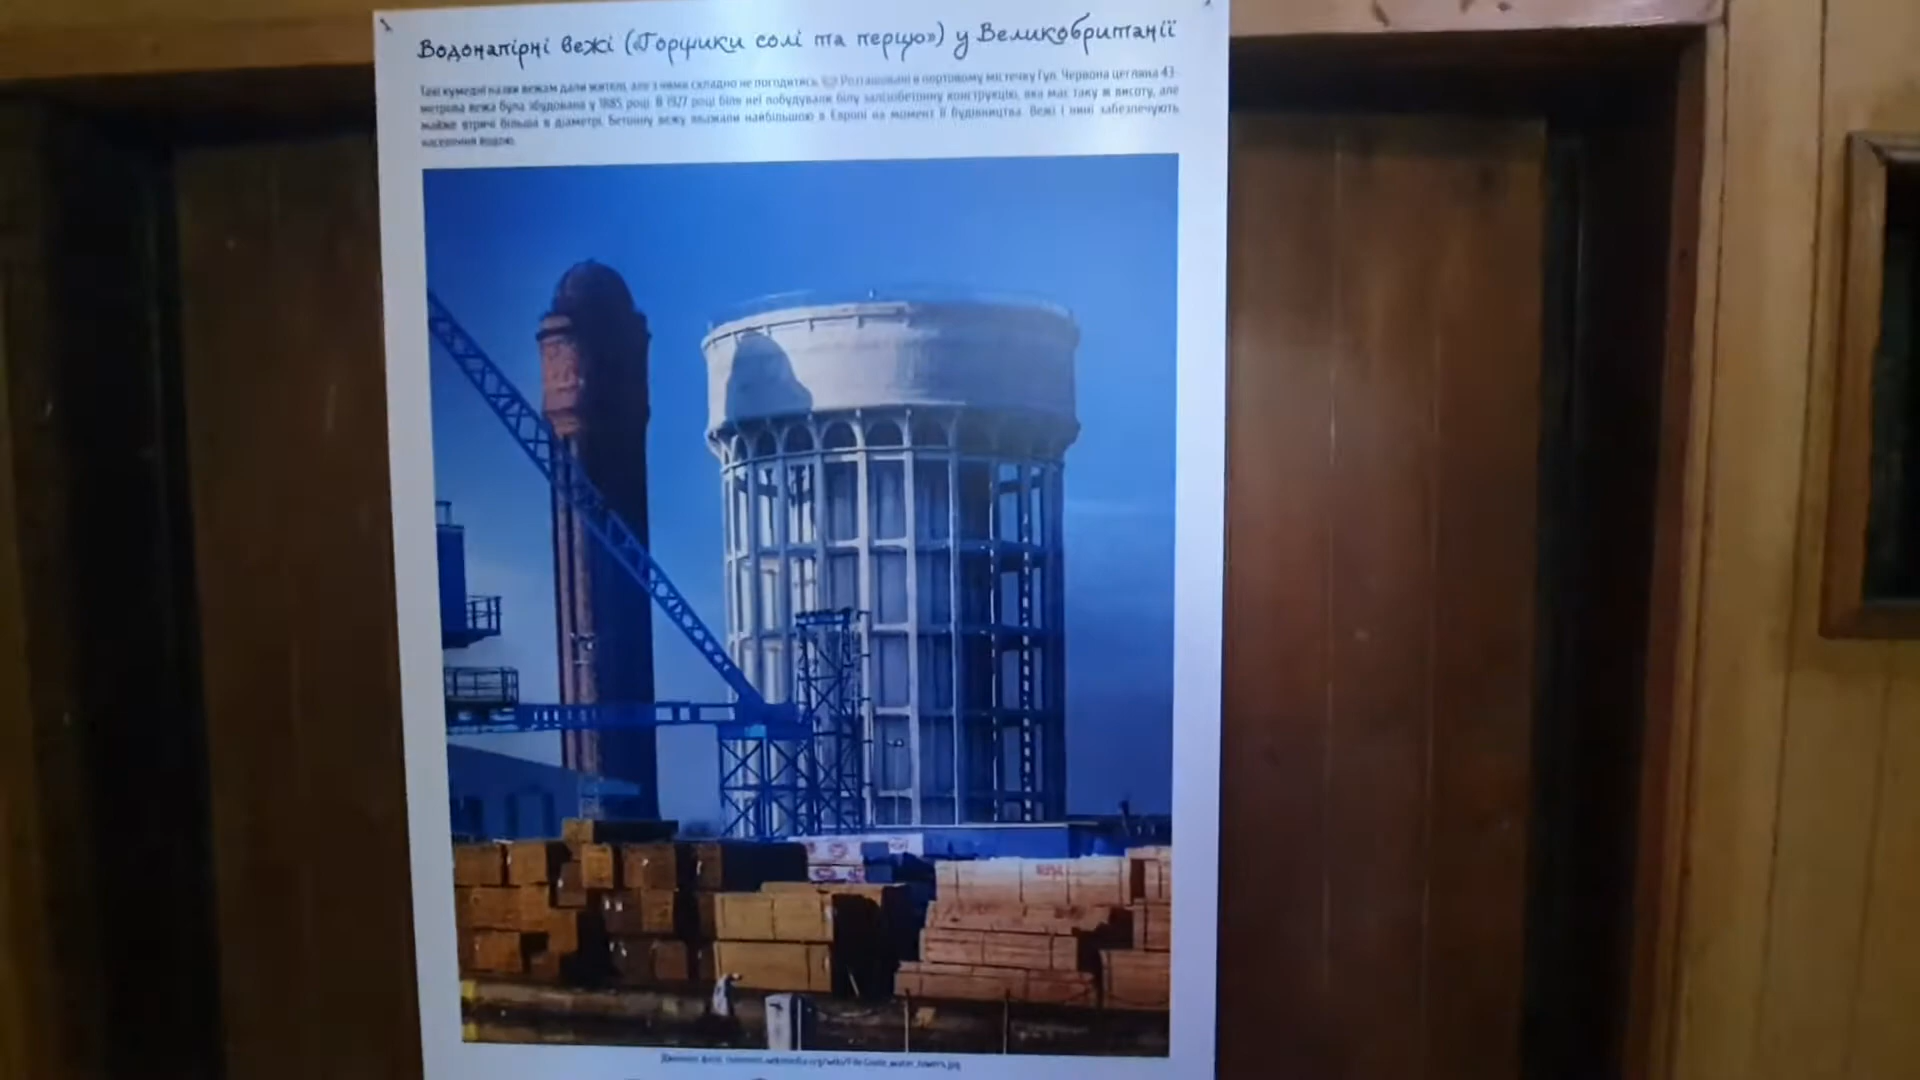 Водонапірні вежі («Горщики солі та перцю») у Великобританії
Такі кумедні назви вежам дали жителі, але з ними складно не погодитись. Розташовані в портовому містечку Гул. Червона цегляна 43-
метрова вежа була збудована у 1885 році. В 1927 році біля неї побудували білу залізобетонну конструкцію, яка має таку ж висоту, але
майже втричі більша в діаметрі. Бетонну вежу вважали найбільшою в Європі на момент її будівництва. Вежі і нині забезпечують
населення водою.